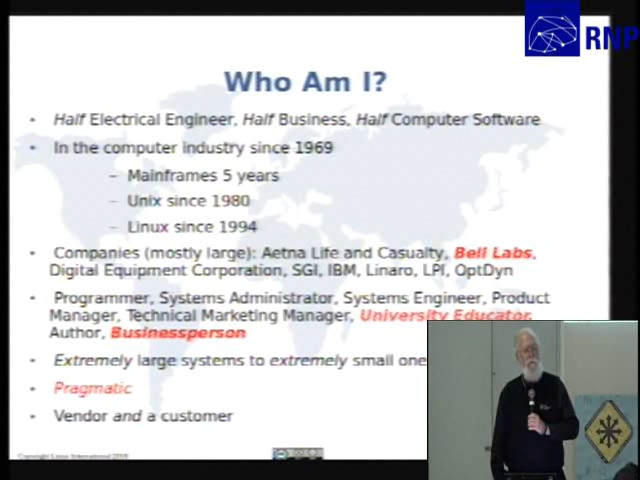 RNP
Who Am I?
• Half Electrical Engineer, Half Business, Half Computer Software
• In the computer industry since 1969
– Mainframes 5 years
– Unix since 1980
– Linux since 1994
• Companies (mostly large): Aetna Life and Casualty, Bell Labs,
Digital Equipment Corporation, SGI, IBM, Linaro, LPI, OptDyn
• Programmer, Systems Administrator, Systems Engineer, Product
Manager, Technical Marketing Manager, University Educator,
Author, Businessperson
• Extremely large systems to extremely small one
• Pragmatic
• Vendor and a customer
Copyright Linux International